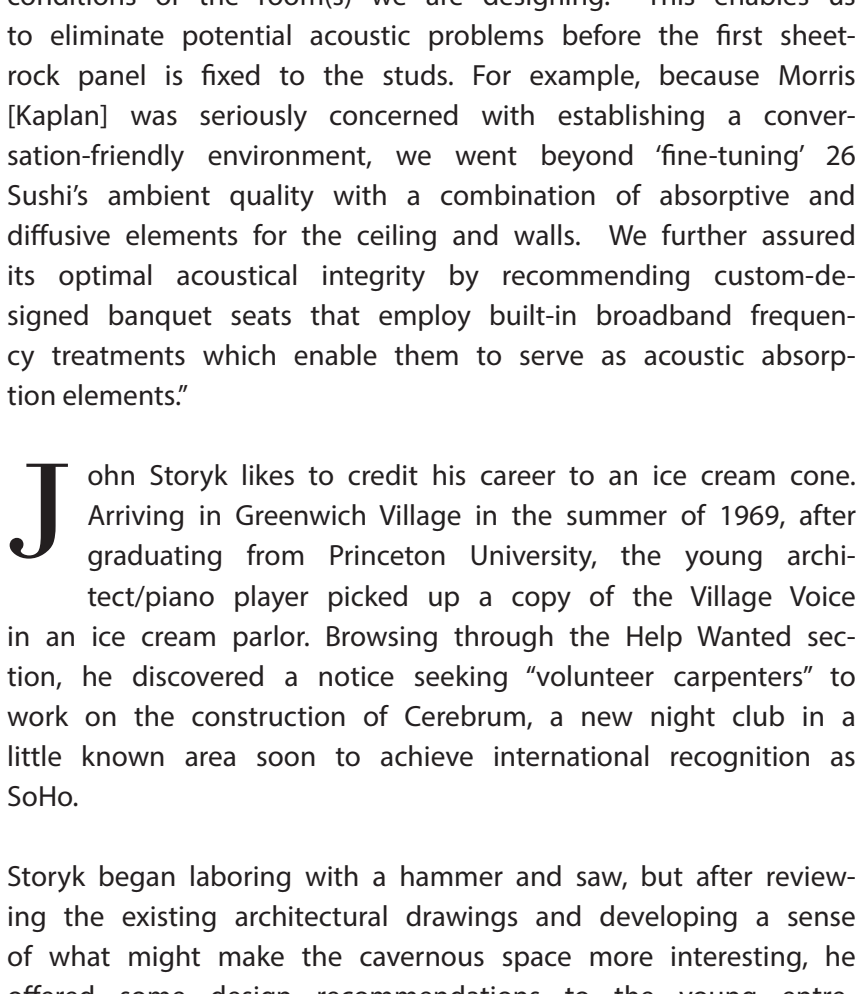 conditions of the room(s) we are designing. This enables us
to eliminate potential acoustic problems before the first sheet-
rock panel is fixed to the studs. For example, because Morris
[Kaplan] was seriously concerned with establishing a conver-
sation-friendly environment, we went beyond ‘fine-tuning’ 26
Sushi’s ambient quality with a combination of absorptive and
diffusive elements for the ceiling and walls.  We further assured
its optimal acoustical integrity by recommending custom-de-
signed banquet seats that employ built-in broadband frequen-
cy treatments which enable them to serve as acoustic absorp-
tion elements.”
John Storyk likes to credit his career to an ice cream cone.
Arriving in Greenwich Village in the summer of 1969, after
graduating from Princeton University, the young archi-
tect/piano player picked up a copy of the Village Voice
in an ice cream parlor. Browsing through the Help Wanted sec-
tion, he discovered a notice seeking “volunteer carpenters” to
work on the construction of Cerebrum, a new night club in a
little known area soon to achieve international recognition as
SoHo.
Storyk began laboring with a hammer and saw, but after review-
ing the existing architectural drawings and developing a sense
of what might make the cavernous space more interesting, he
offered some design recommendations to the young entre-